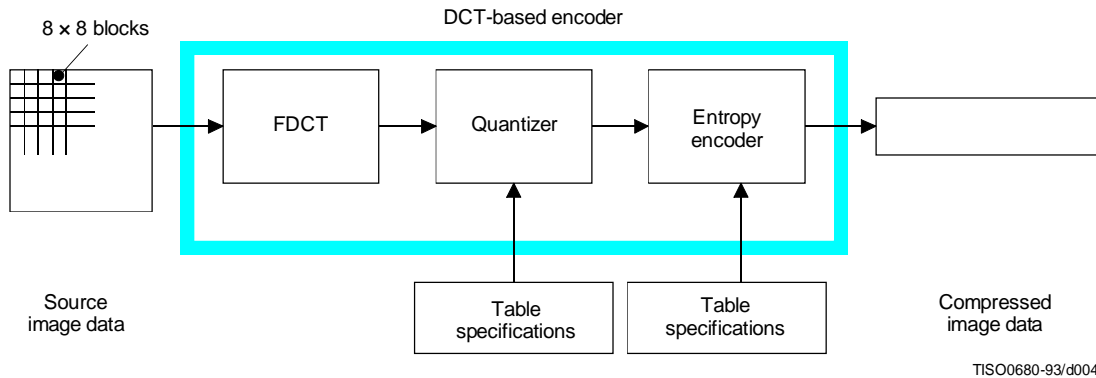 DCT-based encoder
8 × 8 blocks
FDCT
Quantizer
Entropy
encoder
Table
specifications
Table
specifications
Source
image data
Compressed
image data
TISO0680-93/d004